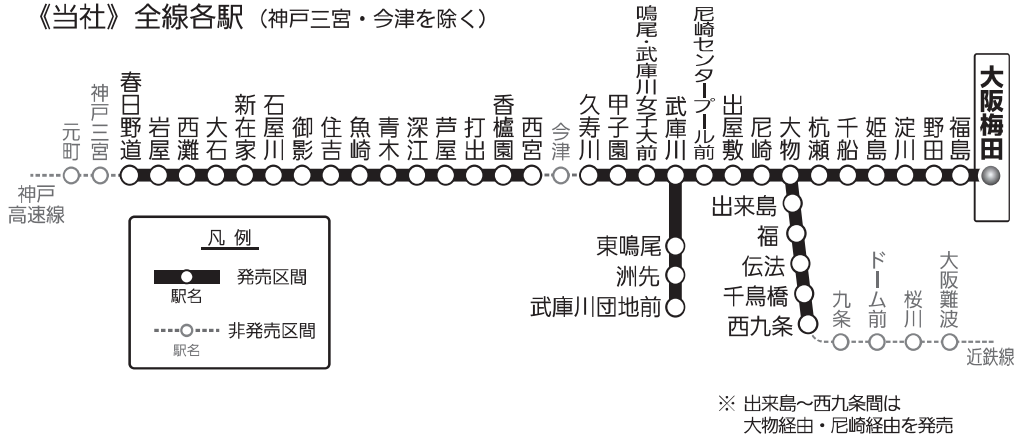 《当社》全線各駅（神戸三宮・今津を除く）
元町
神戸三宮
春日野道
岩屋
西灘
大石
新在家
石屋川
御影
住吉
魚崎
青木
深江
芦屋
打出
香櫨園
西宮
今津
久寿川
甲子園
鳴尾・武庫川女子大前
武庫川
尼崎センタープール前
出屋敷
尼崎
大物
杭瀬
千船
姫島
淀川
野田
福島
大阪梅田
神戸
高速線
出来島
福
伝法
千鳥橋
西九条
東鳴尾
洲先
武庫川団地前
九条
ドーム前
桜川
大阪難波
近鉄線
凡例
発売区間
駅名
非発売区間
駅名
※ 出来島～西九条間は
大物経由・尼崎経由を発売